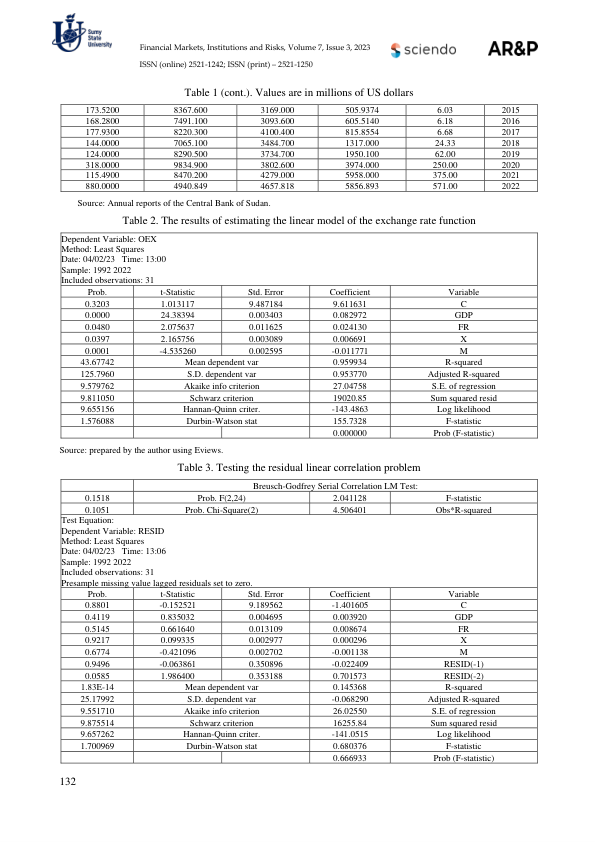 Sumy
State
University
Financial Markets, Institutions and Risks, Volume 7, Issue 3, 2023
sciendo
AR&P
ISSN (online) 2521-1242; ISSN (print) – 2521-1250
Table 1 (cont.). Values are in millions of US dollars
173.5200 8367.600 3169.000 505.9374 6.03 2015
168.2800 7491.100 3093.600 605.5140 6.18 2016
177.9300 8220.300 4100.400 815.8554 6.68 2017
144.0000 7065.100 3484.700 1317.000 24.33 2018
124.0000 8290.500 3734.700 1950.100 62.00 2019
318.0000 9834.900 3802.600 3974.000 250.00 2020
115.4900 8470.200 4279.000 5958.000 375.00 2021
880.0000 4940.849 4657.818 5856.893 571.00 2022
Source: Annual reports of the Central Bank of Sudan.
Table 2. The results of estimating the linear model of the exchange rate function
Dependent Variable: OEX
Method: Least Squares
Date: 04/02/23 Time: 13:00
Sample: 1992 2022
Included observations: 31
Prob. t-Statistic Std. Error Coefficient Variable
0.3203 1.013117 9.487184 9.611631 C
0.0000 24.38394 0.003403 0.082972 GDP
0.0480 2.075637 0.011625 0.024130 FR
0.0397 2.165756 0.003089 0.006691 X
0.0001 -4.535260 0.002595 -0.011771 M
43.67742 Mean dependent var 0.959934 R-squared
125.7960 S.D. dependent var 0.953770 Adjusted R-squared
9.579762 Akaike info criterion 27.04758 S.E. of regression
9.811050 Schwarz criterion 19020.85 Sum squared resid
9.655156 Hannan-Quinn criter. -143.4863 Log likelihood
1.576088 Durbin-Watson stat 155.7328 F-statistic
0.000000 Prob (F-statistic)
Source: prepared by the author using Eviews.
Table 3. Testing the residual linear correlation problem
Breusch-Godfrey Serial Correlation LM Test:
0.1518 Prob. F(2,24) 2.041128 F-statistic
0.1051 Prob. Chi-Square(2) 4.506401 Obs*R-squared
Test Equation:
Dependent Variable: RESID
Method: Least Squares
Date: 04/02/23 Time: 13:06
Sample: 1992 2022
Included observations: 31
Presample missing value lagged residuals set to zero.
Prob. t-Statistic Std. Error Coefficient Variable
0.8801 -0.152521 9.189562 -1.401605 C
0.4119 0.835032 0.004695 0.003920 GDP
0.5145 0.661640 0.013109 0.008674 FR
0.9217 0.099335 0.002977 0.000296 X
0.6774 -0.421096 0.002702 -0.001138 M
0.9496 -0.063861 0.350896 -0.022409 RESID(-1)
0.0585 1.986400 0.353188 0.701573 RESID(-2)
1.83E-14 Mean dependent var 0.145368 R-squared
25.17992 S.D. dependent var -0.068290 Adjusted R-squared
9.551710 Akaike info criterion 26.02550 S.E. of regression
9.875514 Schwarz criterion 16255.84 Sum squared resid
9.657262 Hannan-Quinn criter. -141.0515 Log likelihood
1.700969 Durbin-Watson stat 0.680376 F-statistic
0.666933 Prob (F-statistic)
132